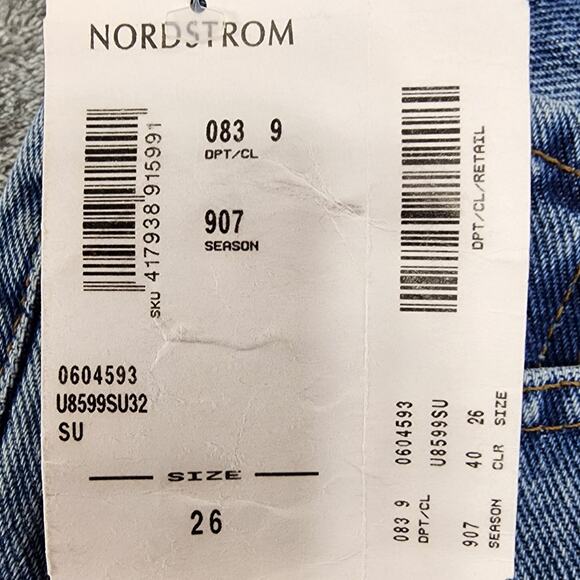 NORDSTROM
083 9
DPT/CL
907
SEASON
SKU 417938 915991
0604593
U8599SU32
SU
SIZE
26
DPT/CL/RETAIL
083 9 0604593
DPT/CL U8599SU
907 40 26
SEASON CLR SIZE